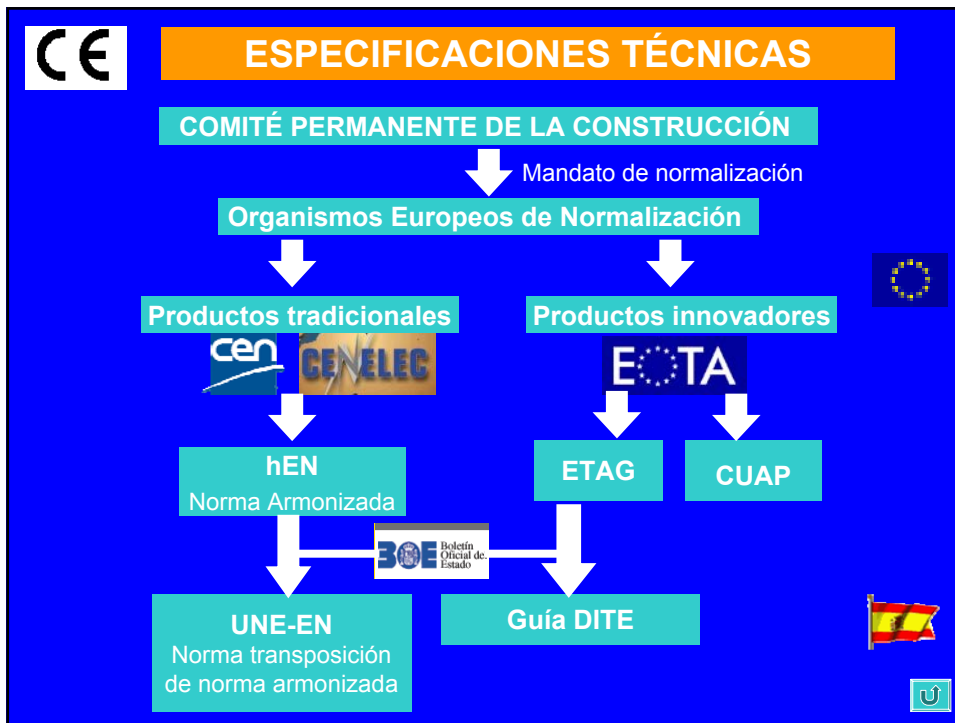 CE
ESPECIFICACIONES TÉCNICAS
COMITÉ PERMANENTE DE LA CONSTRUCCIÓN
Mandato de normalización
Organismos Europeos de Normalización
Productos tradicionales
Productos innovadores
cen
CENELEC
EOTA
hEN
Norma Armonizada
ETAG
CUAP
BOE
Boletín
Oficial de.
Estado
UNE-EN
Norma transposición
de norma armonizada
Guía DITE